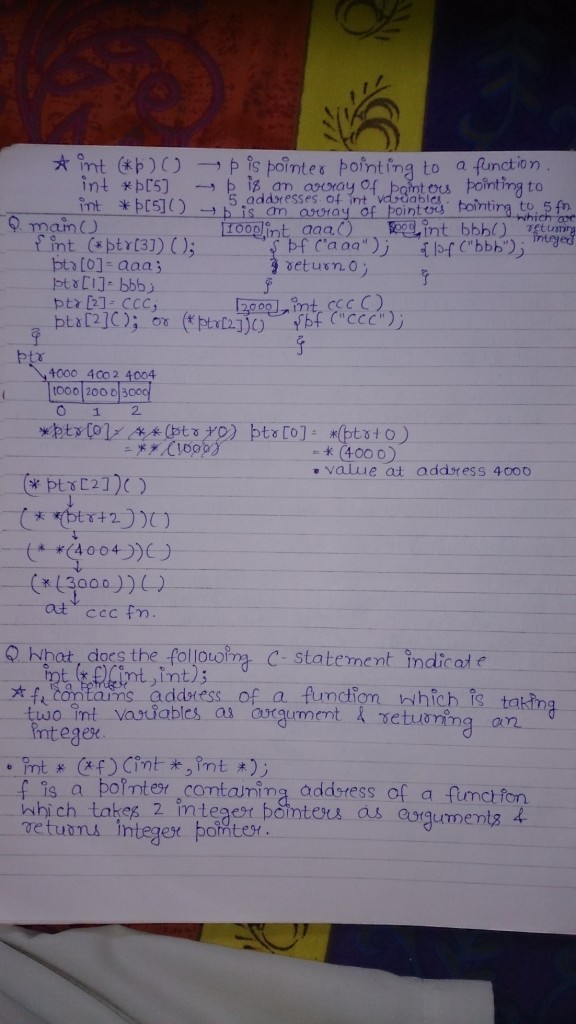 ☆ int (*p)() → p is pointer pointing to a function.
int *p[5] → p is an array of pointers pointing to 5 addresses of int variables.
int *p[5]() → p is an array of pointers pointing to 5 fn which are returning integers
Q. main()
{ int (*ptr[3])();
ptr[0]= aaa;
ptr[1]= bbb;
ptr[2]= ccc;
ptr[2](); or (*ptr[2])()
}
1000 int aaa()
{ pf ("aaa");
return 0;
}
int bbb()
{ pf ("bbb");
}
3000 int ccc()
{ pf ("ccc");
}
ptr
4000 4002 4004
1000 2000 3000
0 1 2
*ptr[0]= **(ptr+0) ptr[0]= *(ptr+0)
= **(1000) = *(4000)
• value at address 4000
(*ptr[2])()
↓
(**(ptr+2))()
↓
(**(4004))()
↓
(*(3000))()
↓
at ccc fn.
Q. What does the following C-statement indicate
int (*f)(int, int);
☆ f is a pointer contains address of a function which is taking
two int variables as argument & returning an
integer.
• int * (*f) (int *, int *);
f is a pointer containing address of a function
which takes 2 integer pointers as arguments &
returns integer pointer.